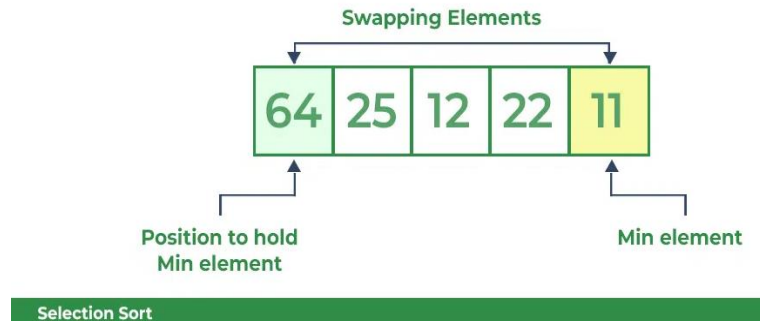 Swapping Elements
64 25 12 22 11
Position to hold
Min element
Min element
Selection Sort